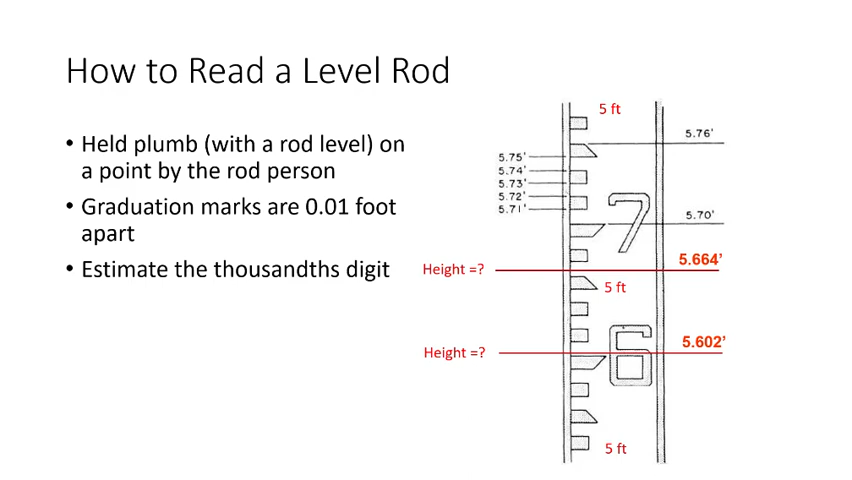 How to Read a Level Rod
• Held plumb (with a rod level) on
a point by the rod person
• Graduation marks are 0.01 foot
apart
• Estimate the thousandths digit
5 ft
5.76'
5.75'
5.74'
5.73'
5.72'
5.71'
7
5.70'
Height =?
5.664'
5 ft
Height =?
5.602'
6
5 ft